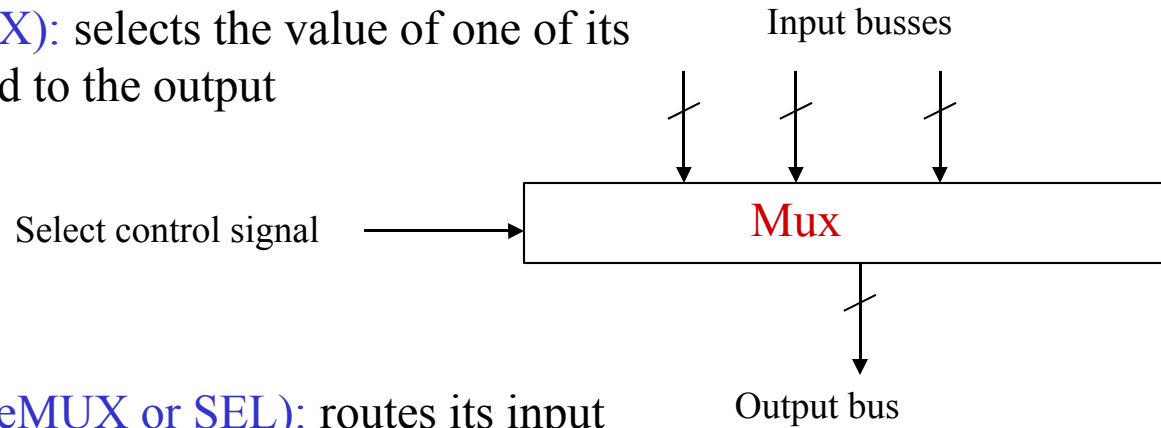 X): selects the value of one of its
Input busses
d to the output
Select control signal
Mux
eMUX or SEL): routes its input
Output bus